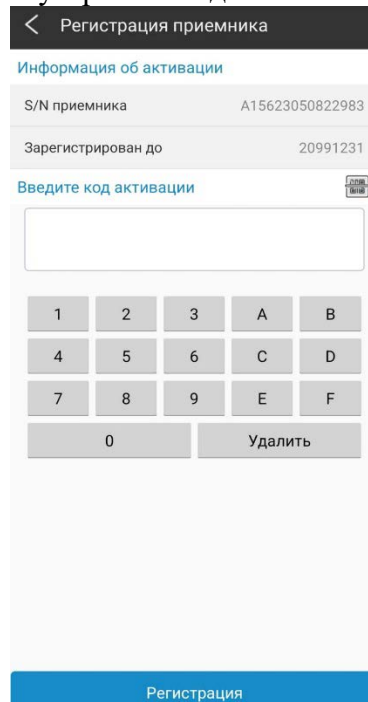 Регистрация приемника
Информация об активации
S/N приемника A15623050822983
Зарегистрирован до 20991231
Введите код активации
1 2 3 A B
4 5 6 C D
7 8 9 E F
0 Удалить
Регистрация